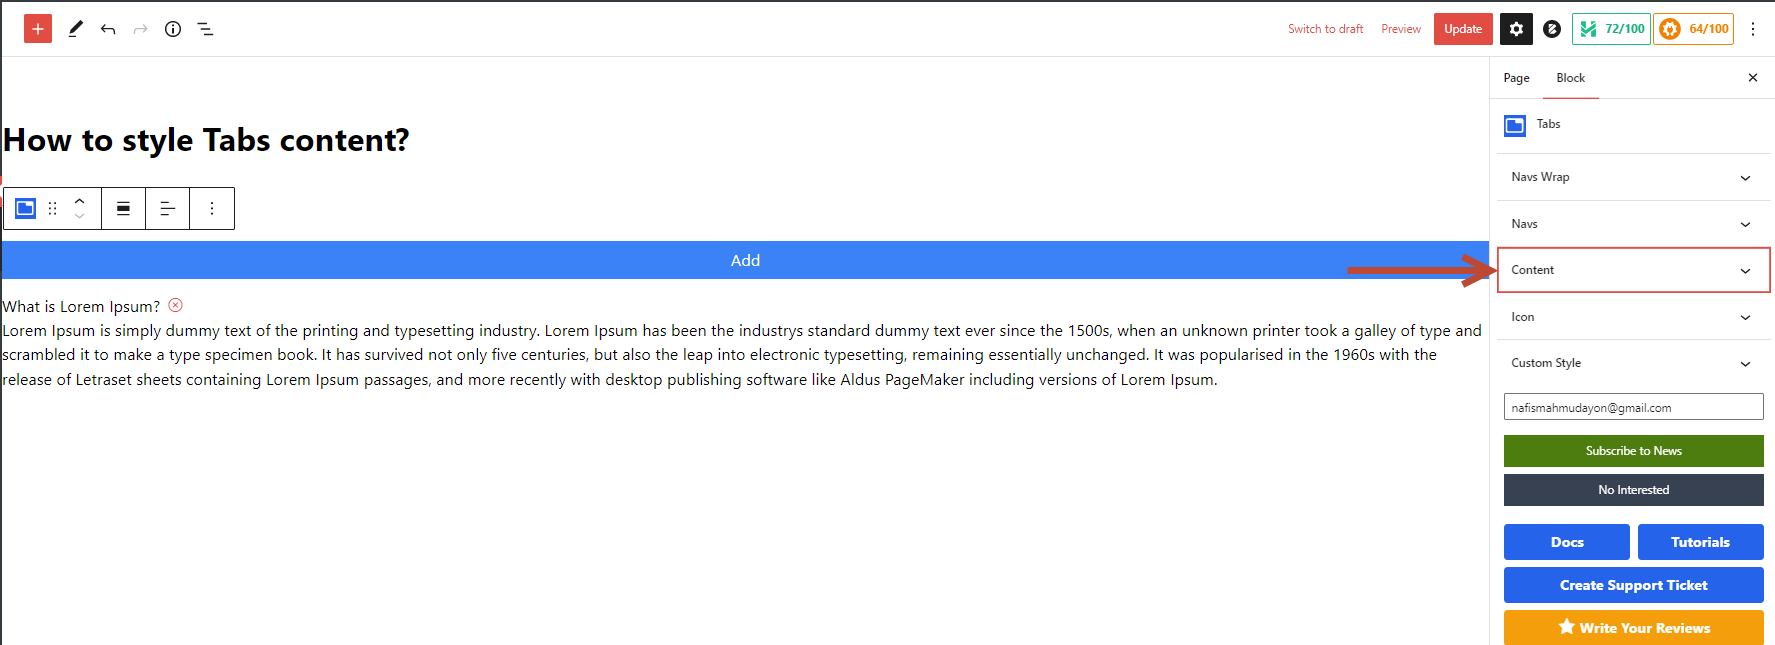 Switch to draft Preview Update 72/100 64/100
Page Block
Tabs
How to style Tabs content?
Navs Wrap
Navs
Add
Content
What is Lorem Ipsum?
Lorem Ipsum is simply dummy text of the printing and typesetting industry. Lorem Ipsum has been the industrys standard dummy text ever since the 1500s, when an unknown printer took a galley of type and
scrambled it to make a type specimen book. It has survived not only five centuries, but also the leap into electronic typesetting, remaining essentially unchanged. It was popularised in the 1960s with the
release of Letraset sheets containing Lorem Ipsum passages, and more recently with desktop publishing software like Aldus PageMaker including versions of Lorem Ipsum.
Icon
Custom Style
nafismahmudayon@gmail.com
Subscribe to News
No Interested
Docs Tutorials
Create Support Ticket
Write Your Reviews